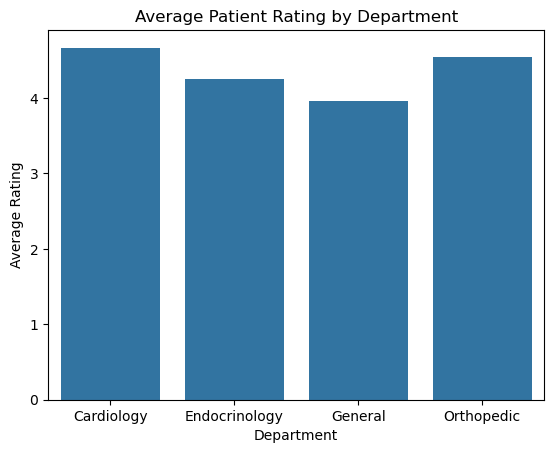 Average Patient Rating by Department
Average Rating
4
3
2
1
0
Cardiology Endocrinology General Orthopedic
Department